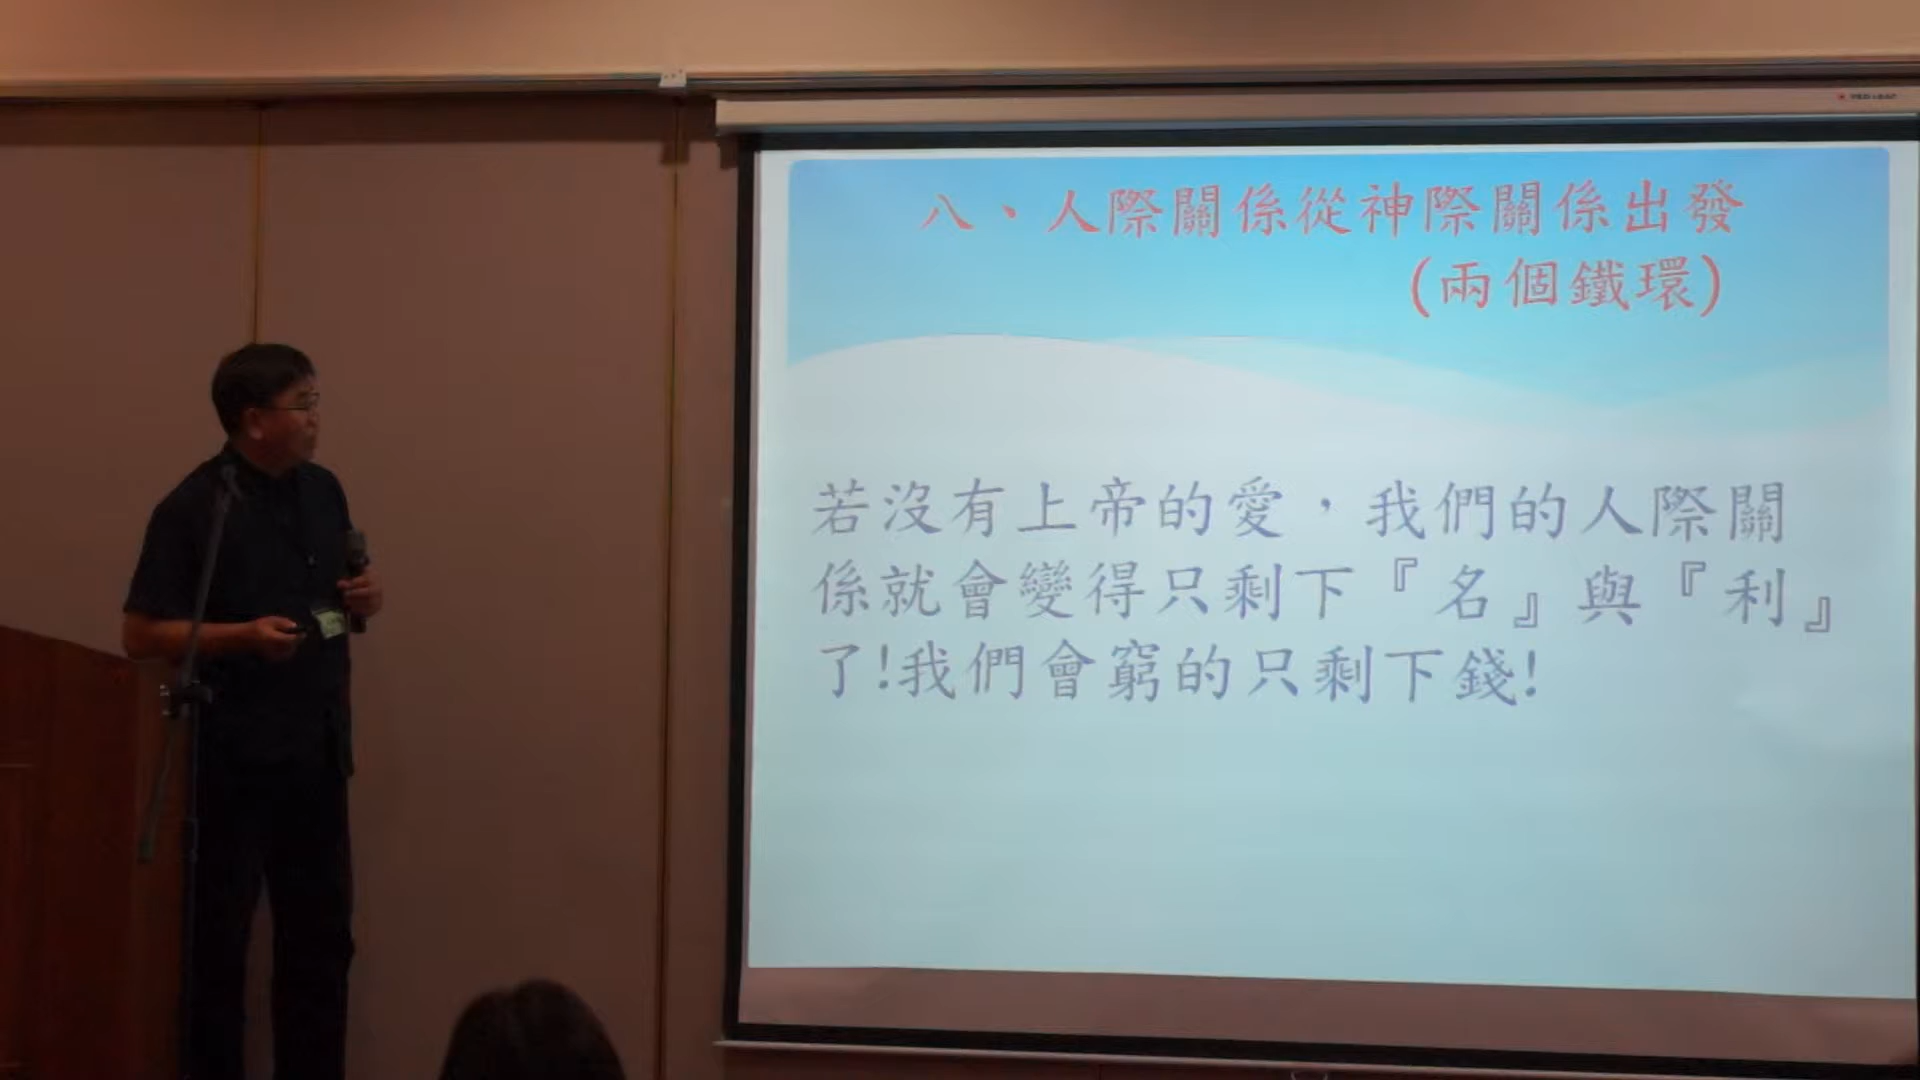 八、人際關係從神際關係出發
(兩個鐵環)
若沒有上帝的愛，我們的人際關
係就會變得只剩下『名』與『利』
了!我們會窮的只剩下錢!